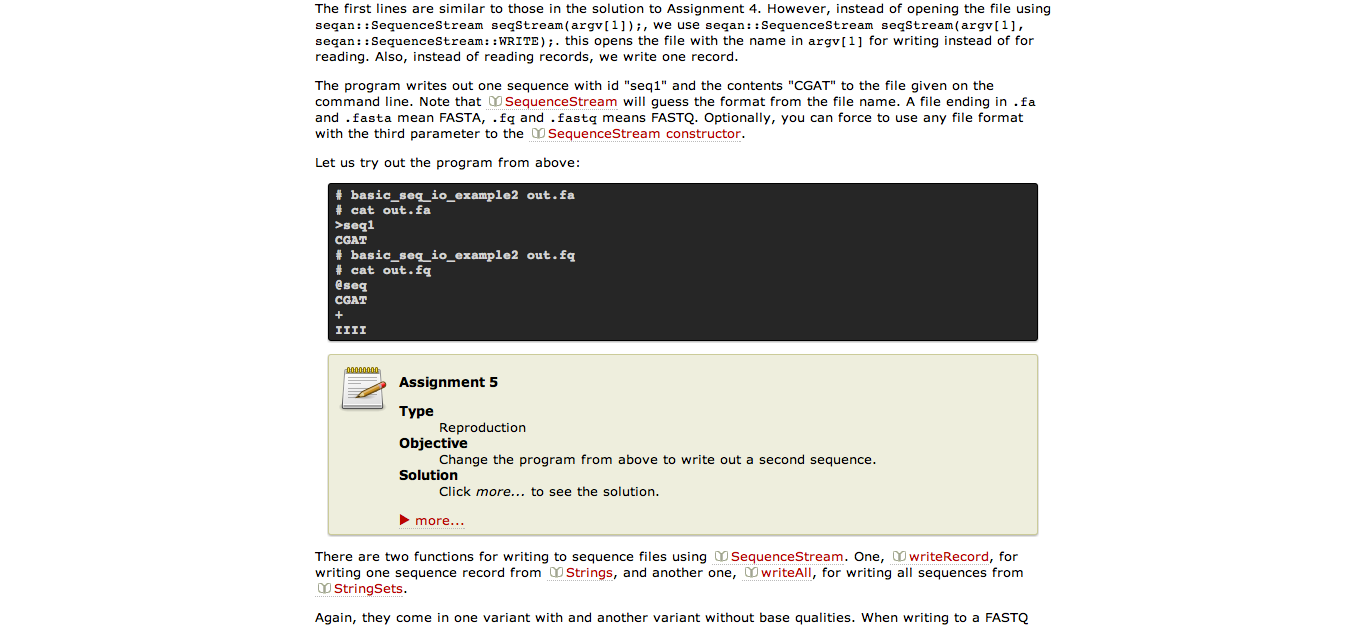 The first lines are similar to those in the solution to Assignment 4. However, instead of opening the file using
seqan::SequenceStream seqStream(argv[1]);, we use seqan::SequenceStream seqStream(argv[1],
seqan::SequenceStream::WRITE);. this opens the file with the name in argv[1] for writing instead of for
reading. Also, instead of reading records, we write one record.
The program writes out one sequence with id "seq1" and the contents "CGAT" to the file given on the
command line. Note that SequenceStream will guess the format from the file name. A file ending in .fa
and .fasta mean FASTA, .fq and .fastq means FASTQ. Optionally, you can force to use any file format
with the third parameter to the SequenceStream constructor.
Let us try out the program from above:
# basic_seq_io_example2 out.fa
# cat out.fa
>seq1
CGAT
# basic_seq_io_example2 out.fq
# cat out.fq
@seq
CGAT
+
IIII
Assignment 5
Type
Reproduction
Objective
Change the program from above to write out a second sequence.
Solution
Click more... to see the solution.
more...
There are two functions for writing to sequence files using SequenceStream. One, writeRecord, for
writing one sequence record from Strings, and another one, writeAll, for writing all sequences from
StringSets.
Again, they come in one variant with and another variant without base qualities. When writing to a FASTQ